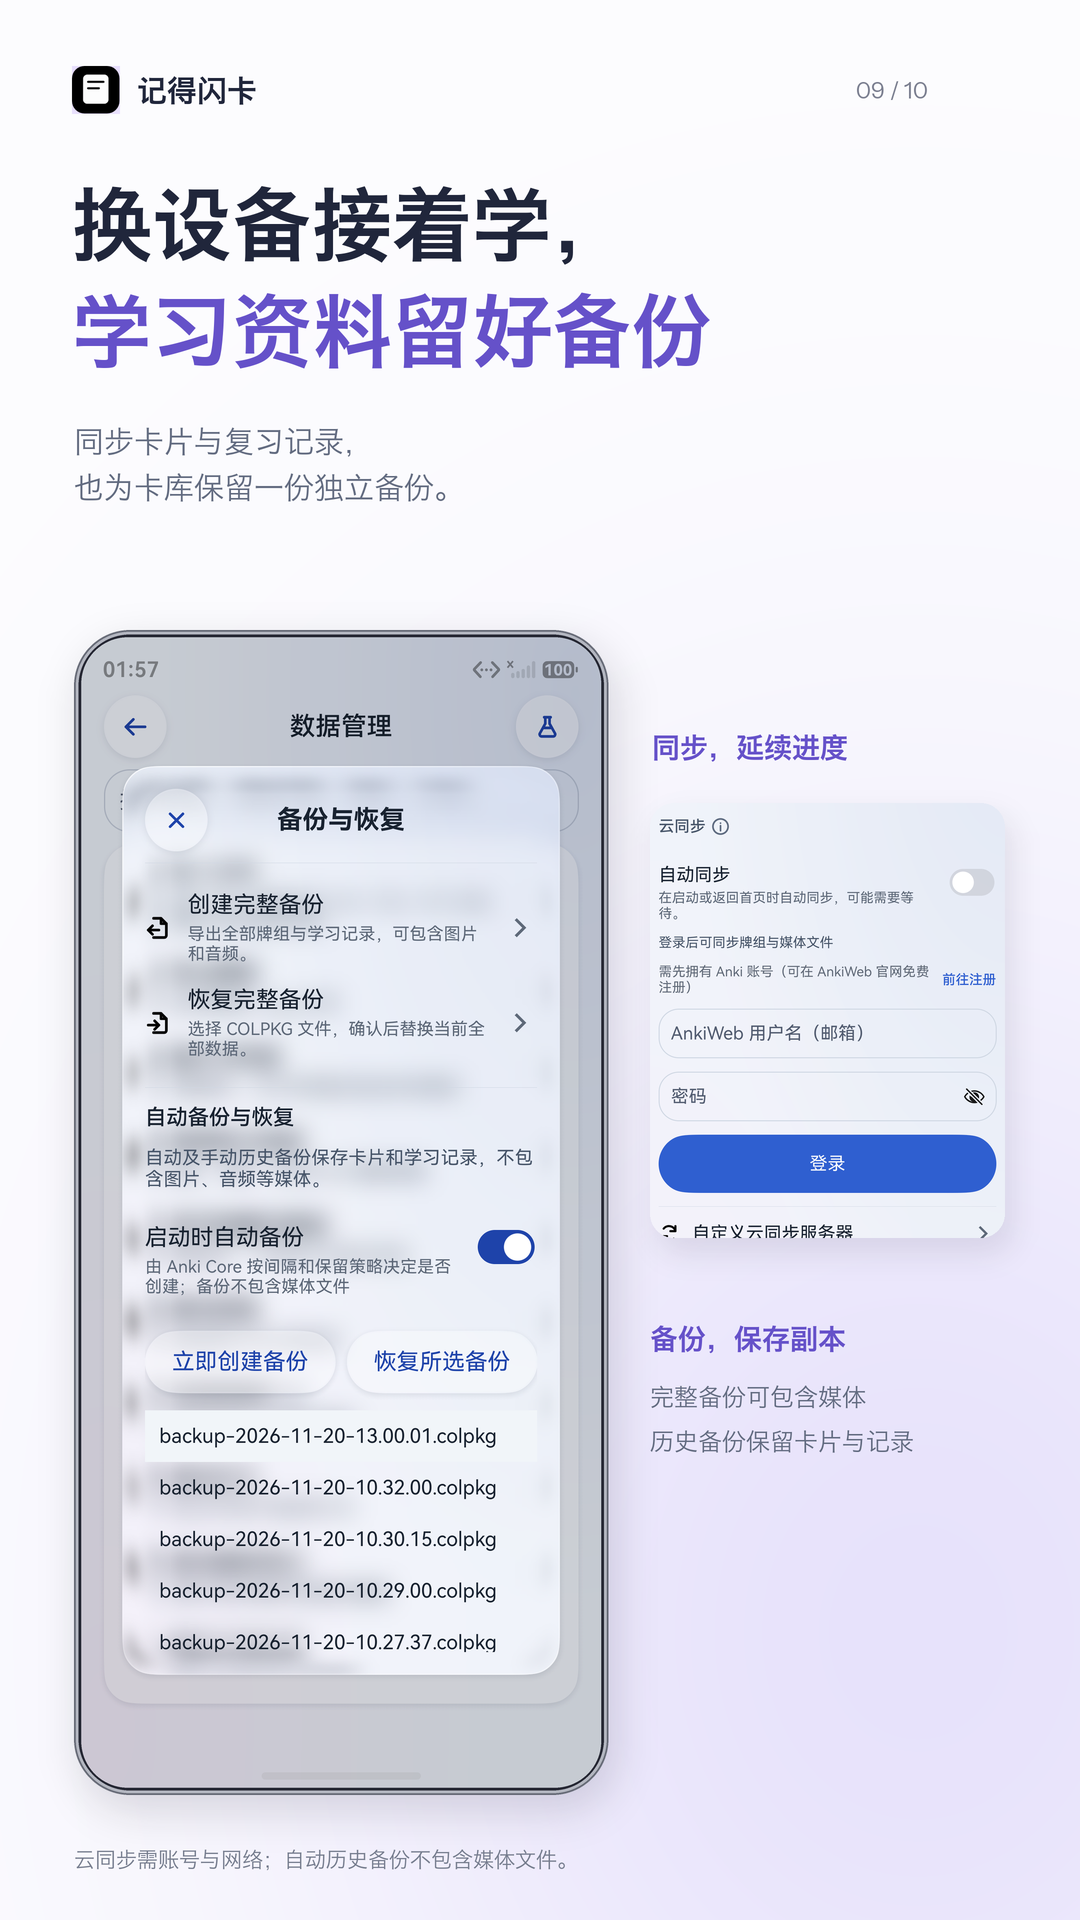 记得闪卡
09 / 10
换设备接着学，
学习资料留好备份
同步卡片与复习记录，
也为卡库保留一份独立备份。
01:57
100
数据管理
备份与恢复
创建完整备份
导出全部牌组与学习记录，可包含图片
和音频。
恢复完整备份
选择 COLPKG 文件，确认后替换当前全
部数据。
自动备份与恢复
自动及手动历史备份保存卡片和学习记录，不包
含图片、音频等媒体。
启动时自动备份
由 Anki Core 按间隔和保留策略决定是否
创建；备份不包含媒体文件
立即创建备份
恢复所选备份
backup-2026-11-20-13.00.01.colpkg
backup-2026-11-20-10.32.00.colpkg
backup-2026-11-20-10.30.15.colpkg
backup-2026-11-20-10.29.00.colpkg
backup-2026-11-20-10.27.37.colpkg
同步，延续进度
云同步
自动同步
在启动或返回首页时自动同步，可能需要等
待。
登录后可同步牌组与媒体文件
需先拥有 Anki 账号（可在 AnkiWeb 官网免费
注册）
前往注册
AnkiWeb 用户名（邮箱）
密码
登录
自定义云同步服务器
备份，保存副本
完整备份可包含媒体
历史备份保留卡片与记录
云同步需账号与网络；自动历史备份不包含媒体文件。